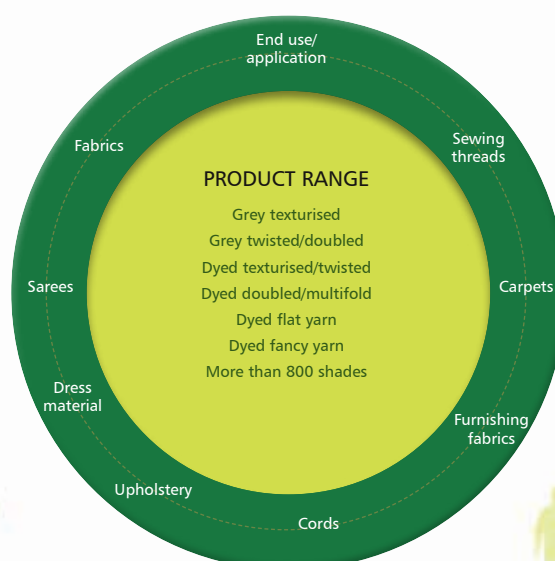 End use/
application
Sewing
threads
Carpets
Furnishing
fabrics
Cords
Upholstery
Dress
material
Sarees
Fabrics
PRODUCT RANGE
Grey texturised
Grey twisted/doubled
Dyed texturised/twisted
Dyed doubled/multifold
Dyed flat yarn
Dyed fancy yarn
More than 800 shades